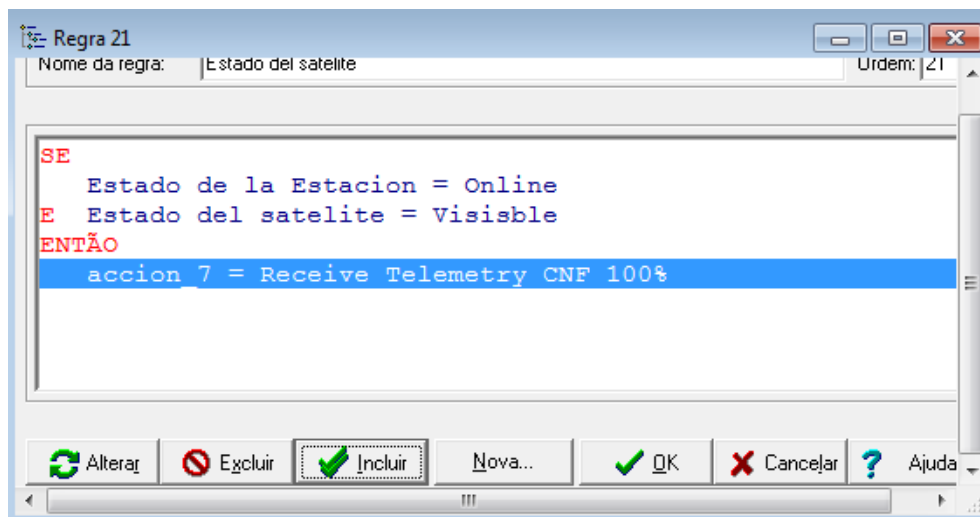 Regra 21
Nome da regra: Estado del satelite Ordem: 21
SE
Estado de la Estacion = Online
E Estado del satelite = Visisble
ENTÃO
accion_7 = Receive Telemetry CNF 100%
Alterar Excluir Incluir Nova... OK Cancelar Ajuda